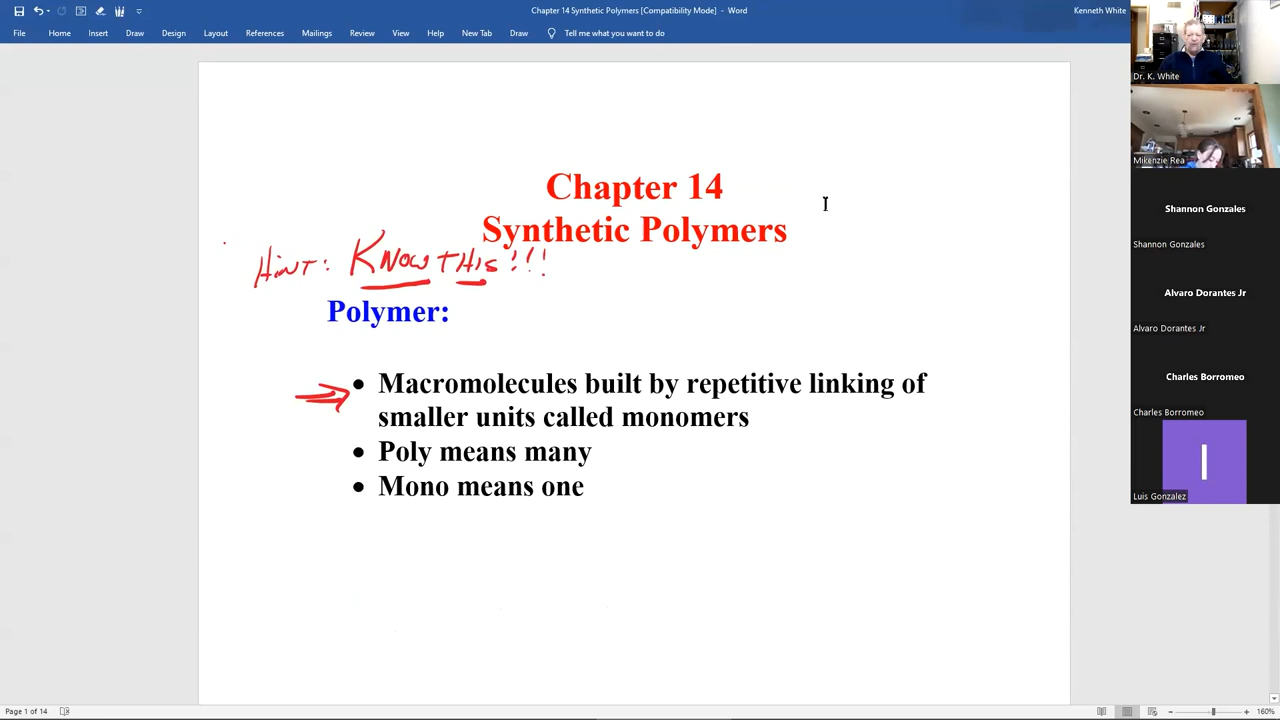 Chapter 14 Synthetic Polymers [Compatibility Mode] - Word
Kenneth White
File Home Insert Draw Design Layout References Mailings Review View Help New Tab Draw Tell me what you want to do
Dr. K. White
Mikenzie Rea
Shannon Gonzales
Shannon Gonzales
Alvaro Dorantes Jr
Alvaro Dorantes Jr
Charles Borromeo
Charles Borromeo
I
Luis Gonzalez
Chapter 14
Synthetic Polymers
Hint: KNOW THIS!!!
Polymer:
• Macromolecules built by repetitive linking of
smaller units called monomers
• Poly means many
• Mono means one
Page 1 of 14
160%